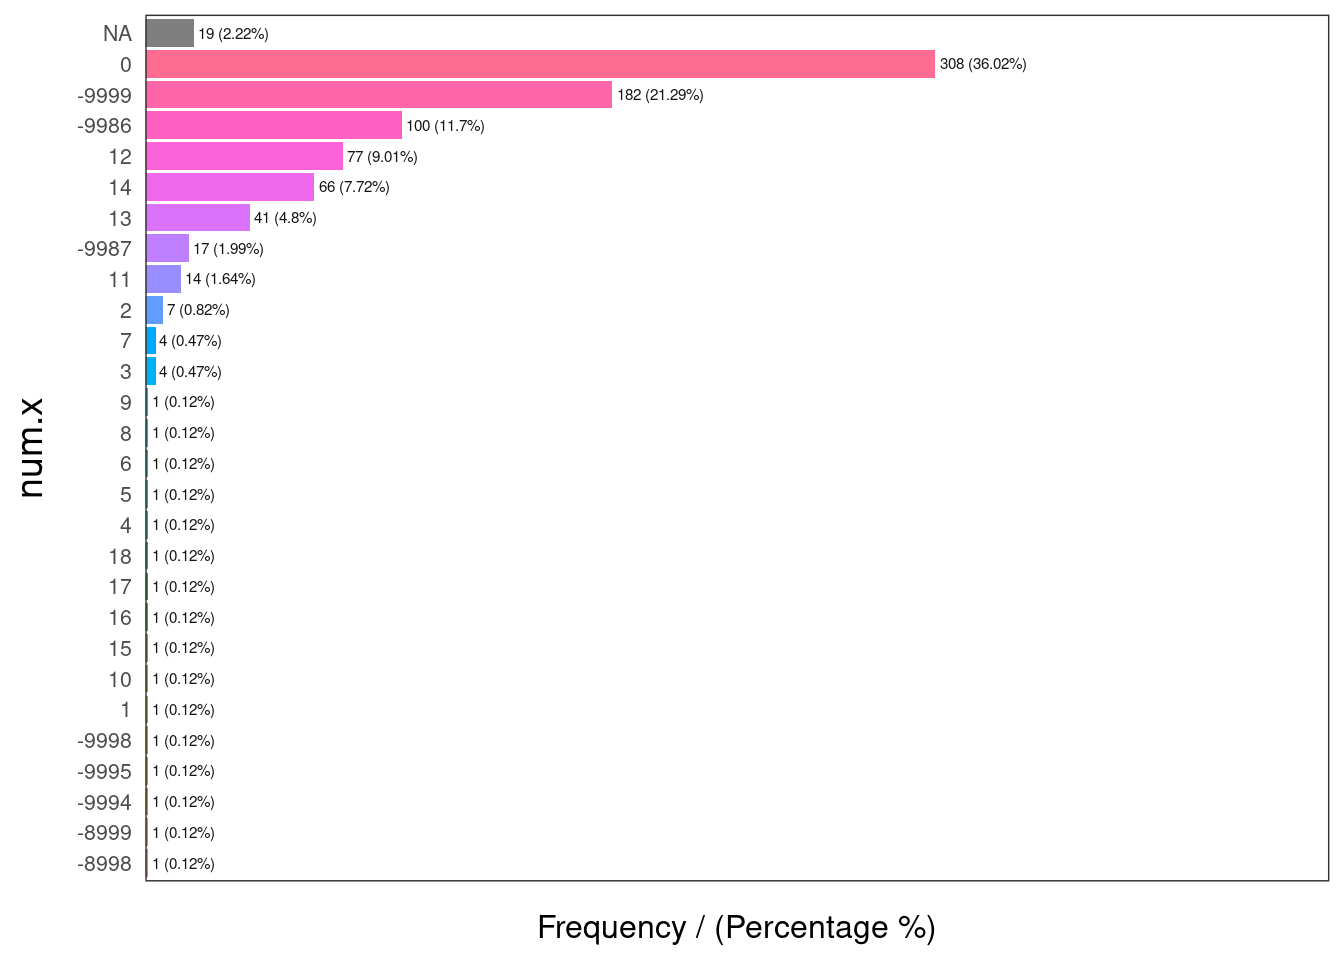 NA 19 (2.22%)
0 308 (36.02%)
-9999 182 (21.29%)
-9986 100 (11.7%)
12 77 (9.01%)
14 66 (7.72%)
13 41 (4.8%)
-9987 17 (1.99%)
11 14 (1.64%)
2 7 (0.82%)
7 4 (0.47%)
3 4 (0.47%)
9 1 (0.12%)
8 1 (0.12%)
6 1 (0.12%)
5 1 (0.12%)
4 1 (0.12%)
18 1 (0.12%)
17 1 (0.12%)
16 1 (0.12%)
15 1 (0.12%)
10 1 (0.12%)
1 1 (0.12%)
-9998 1 (0.12%)
-9995 1 (0.12%)
-9994 1 (0.12%)
-8999 1 (0.12%)
-8998 1 (0.12%)
num.x
Frequency / (Percentage %)